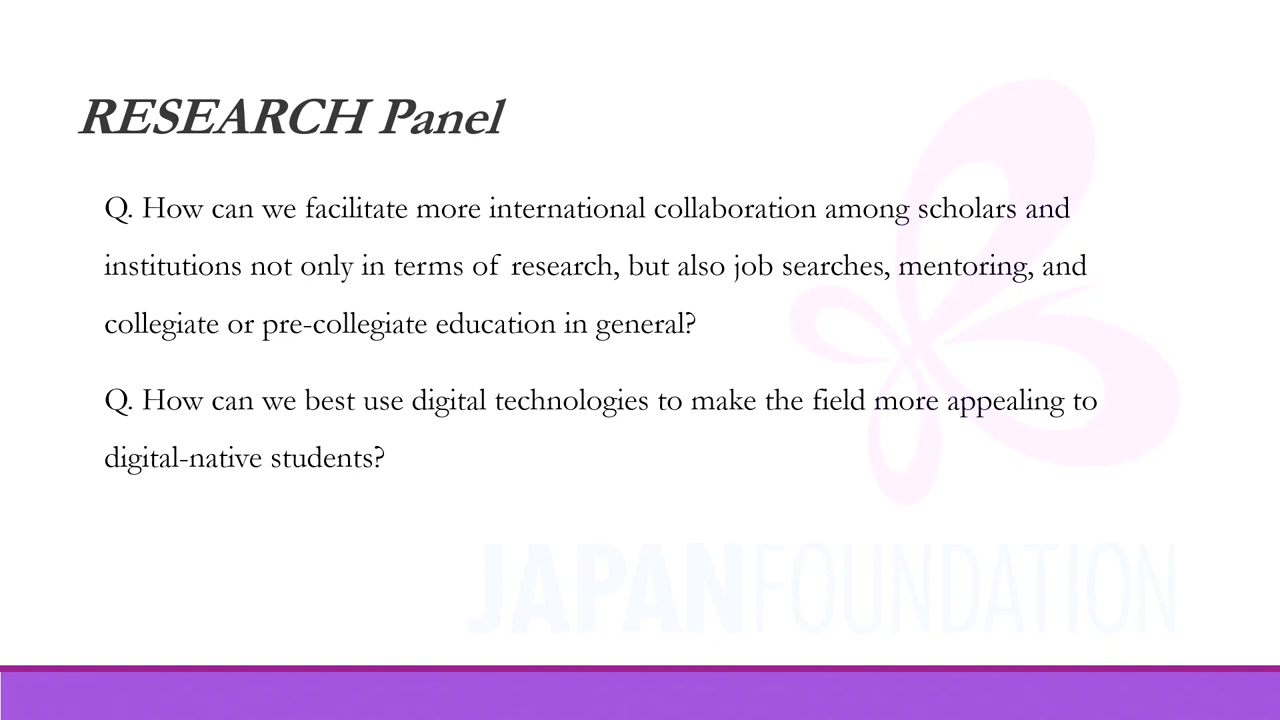 RESEARCH Panel
Q. How can we facilitate more international collaboration among scholars and
institutions not only in terms of research, but also job searches, mentoring, and
collegiate or pre-collegiate education in general?
Q. How can we best use digital technologies to make the field more appealing to
digital-native students?
JAPANFOUNDATION